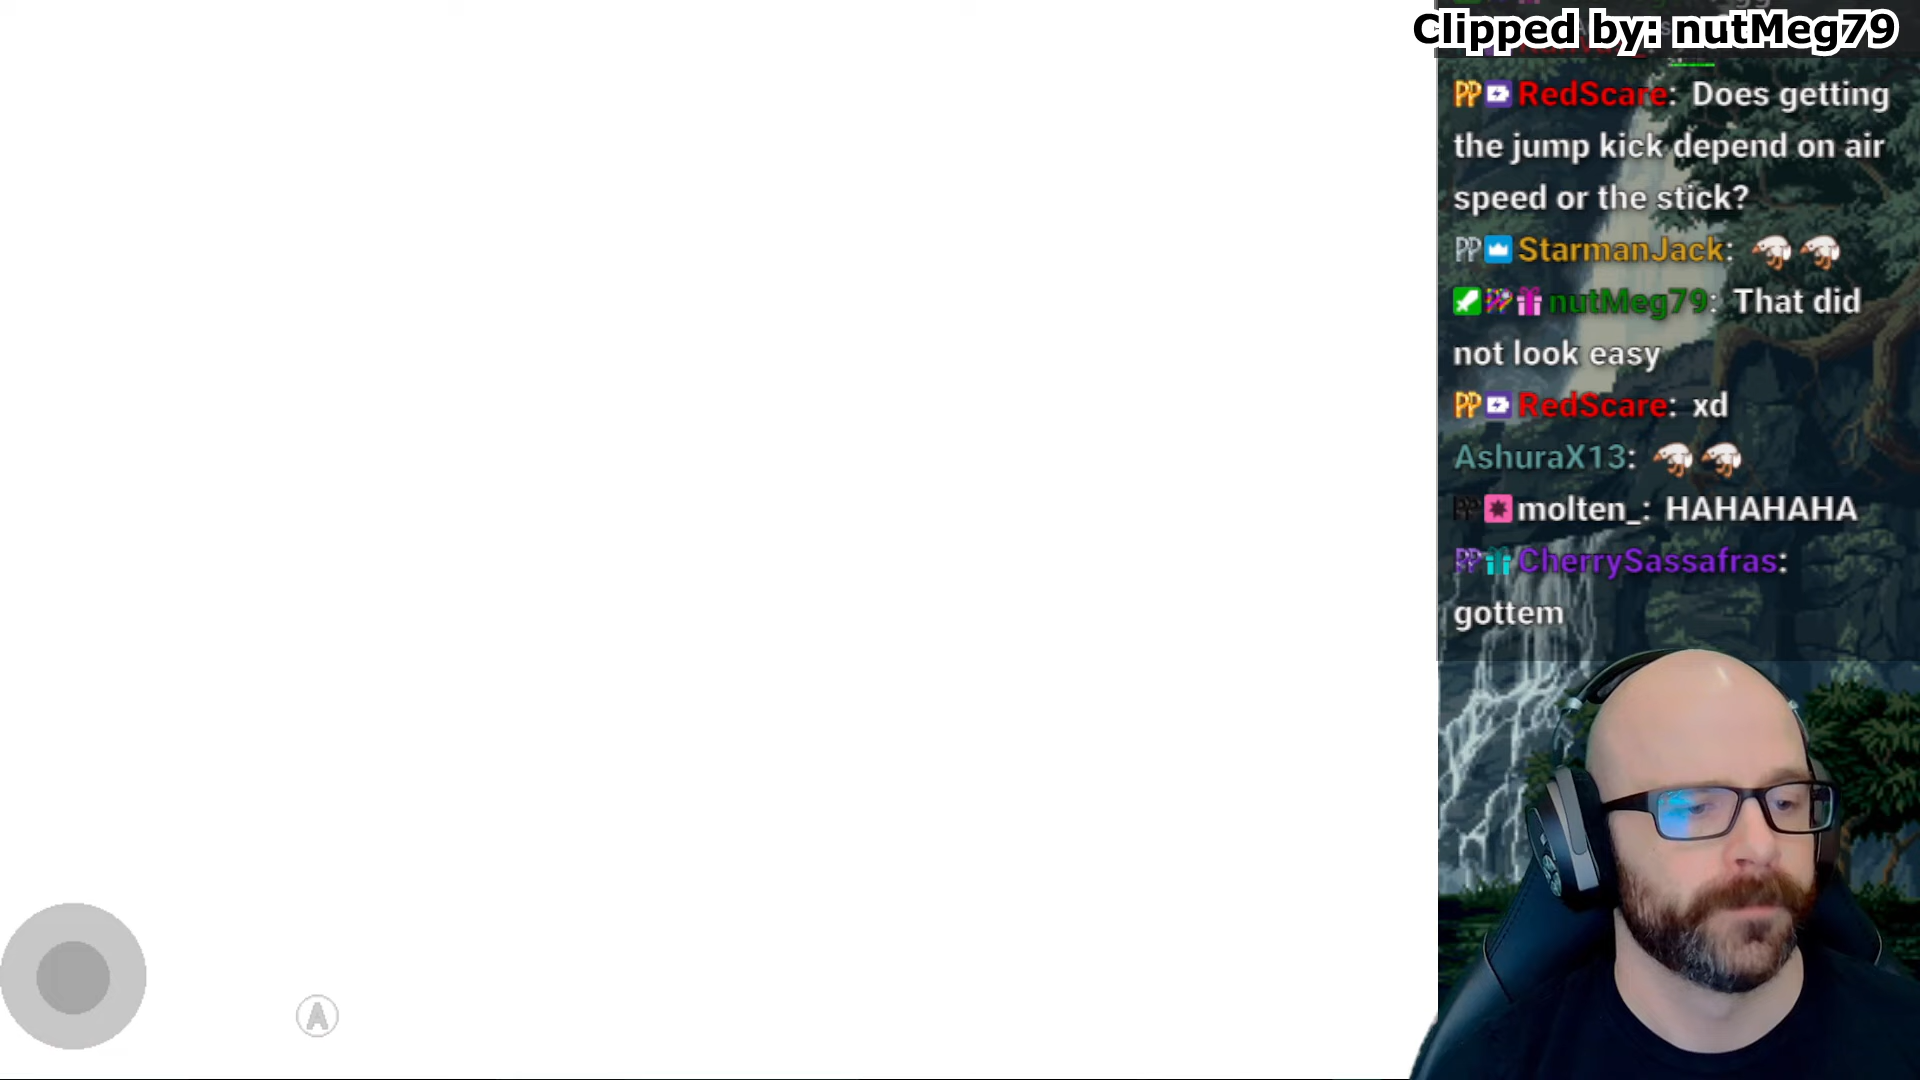 Clipped by: nutMeg79
RedScare: Does getting
the jump kick depend on air
speed or the stick?
StarmanJack:
nutMeg79: That did
not look easy
RedScare: xd
AshuraX13:
molten_: HAHAHAHA
CherrySassafras:
gottem
A